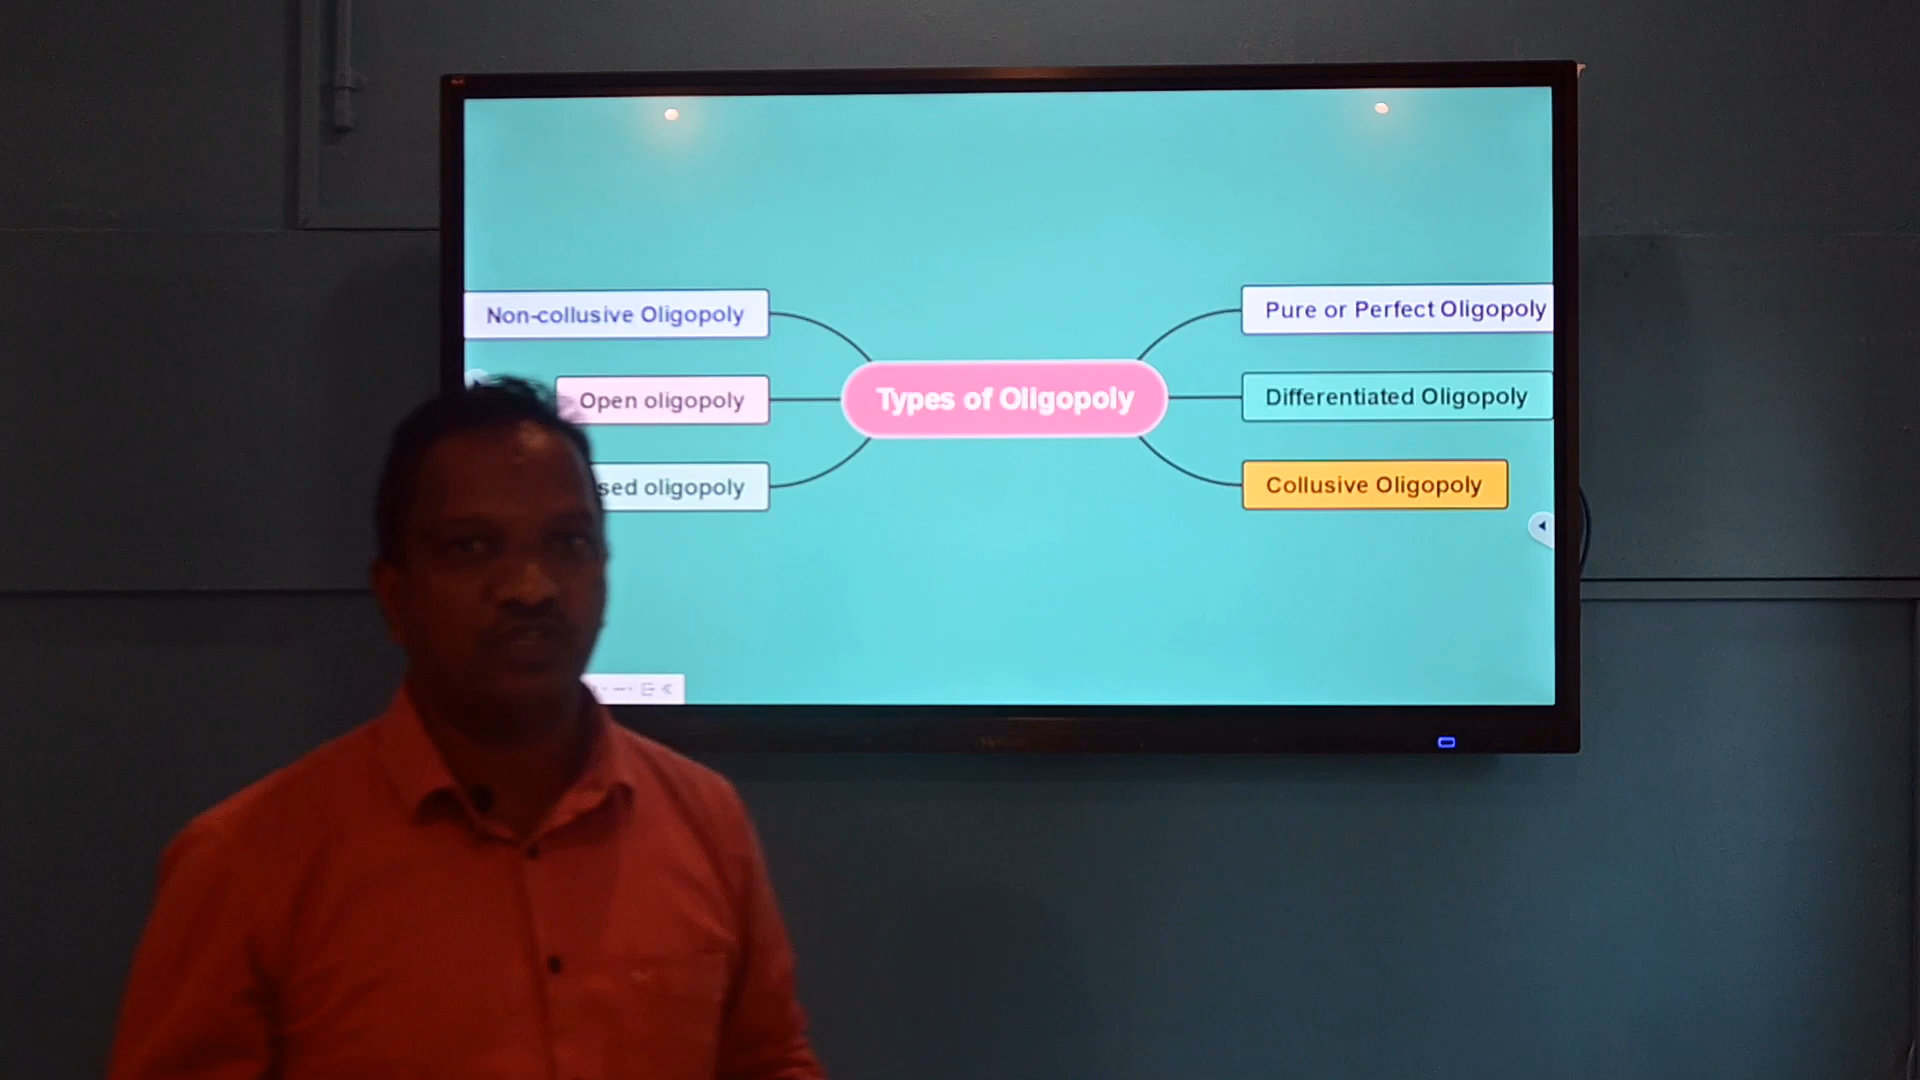 Non-collusive Oligopoly
Open oligopoly
sed oligopoly
Types of Oligopoly
Pure or Perfect Oligopoly
Differentiated Oligopoly
Collusive Oligopoly